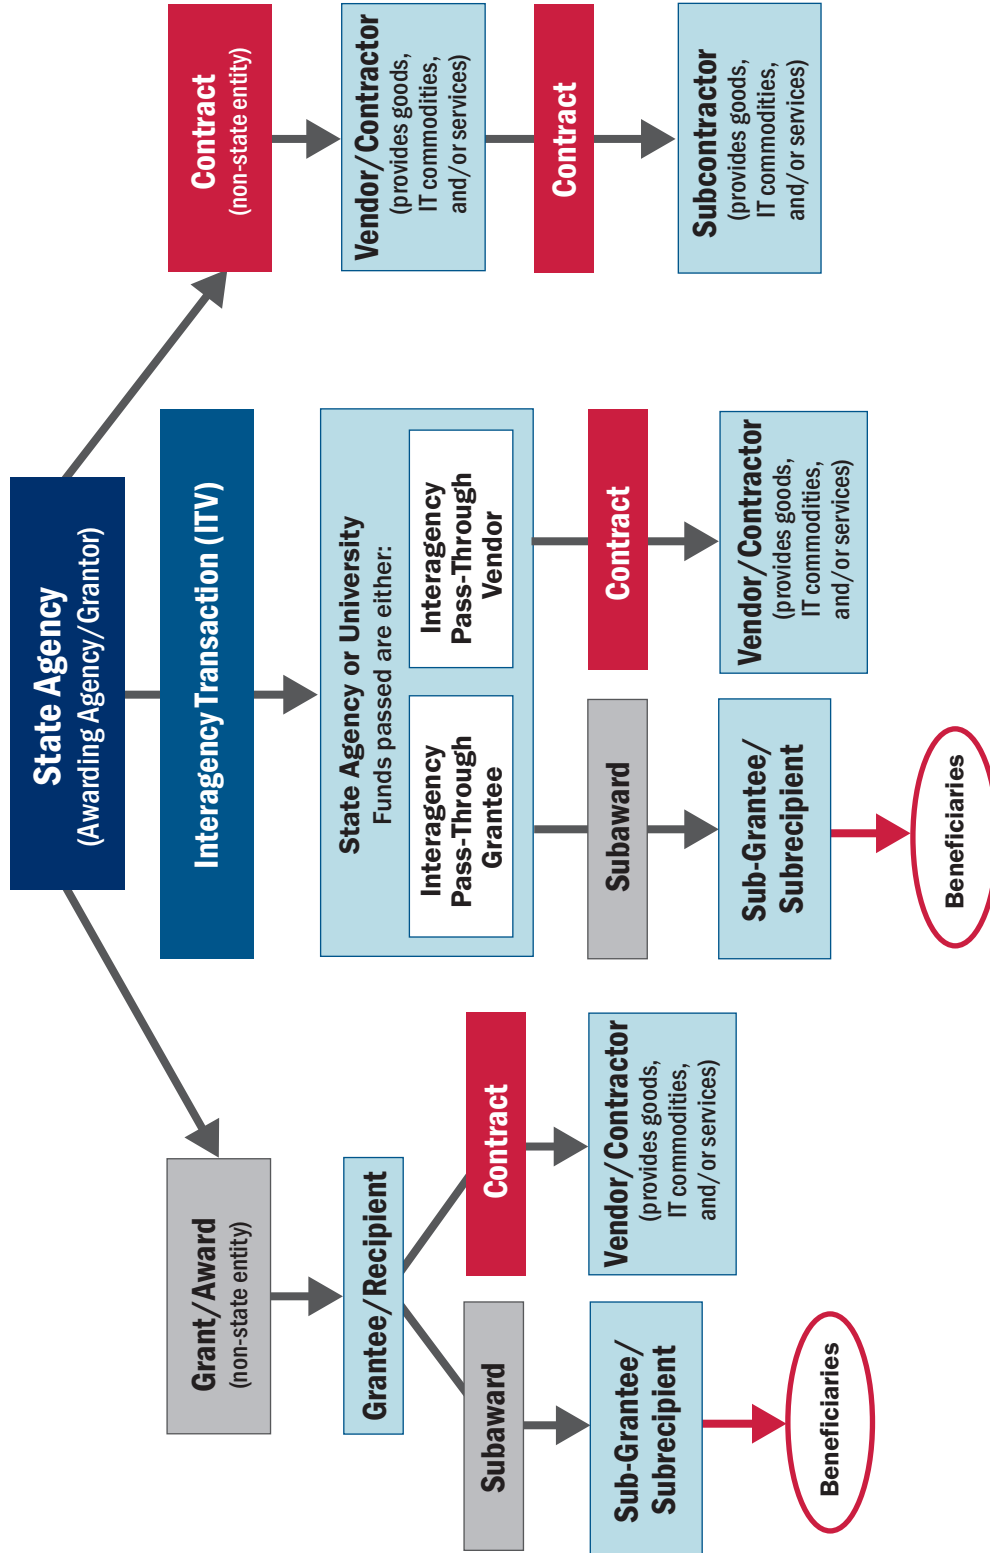 State Agency
(Awarding Agency/Grantor)
Grant/Award
(non-state entity)
Grantee/Recipient
Subaward
Sub-Grantee/
Subrecipient
Beneficiaries
Contract
Vendor/Contractor
(provides goods,
IT commodities,
and/or services)
Interagency Transaction (ITV)
State Agency or University
Funds passed are either:
Interagency
Pass-Through
Grantee
Interagency
Pass-Through
Vendor
Subaward
Sub-Grantee/
Subrecipient
Beneficiaries
Contract
Vendor/Contractor
(provides goods,
IT commodities,
and/or services)
Contract
(non-state entity)
Vendor/Contractor
(provides goods,
IT commodities,
and/or services)
Contract
Subcontractor
(provides goods,
IT commodities,
and/or services)